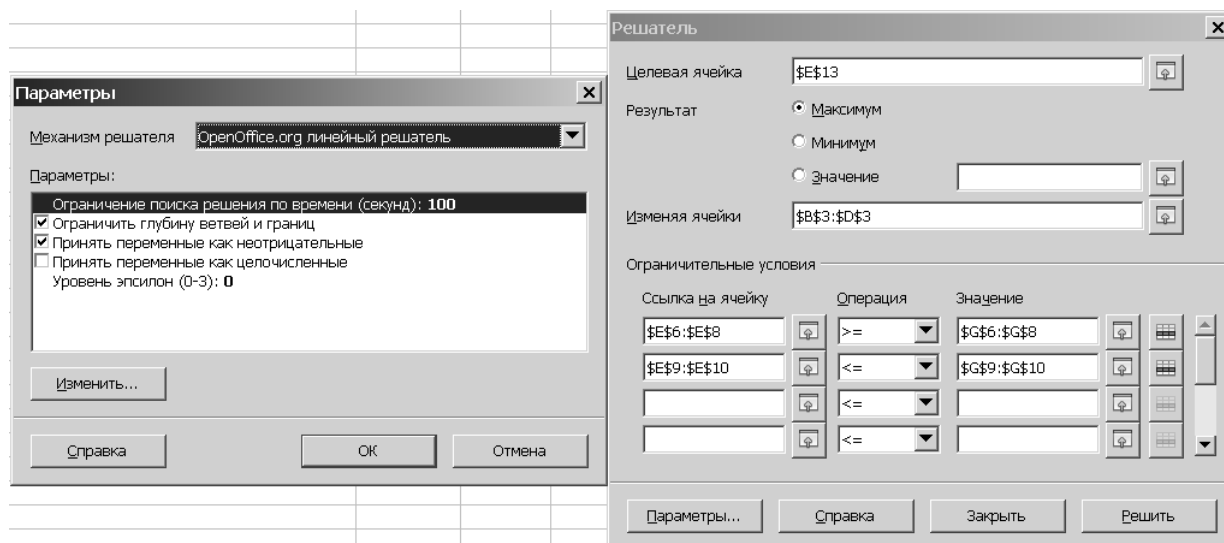 Параметры
Механизм решателя OpenOffice.org линейный решатель
Параметры:
Ограничение поиска решения по времени (секунд): 100
Ограничить глубину ветвей и границ
Принять переменные как неотрицательные
Принять переменные как целочисленные
Уровень эпсилон (0-3): 0
Изменить...
Справка ОК Отмена
Решатель
Целевая ячейка $E$13
Результат Максимум
Минимум
Значение
Изменяя ячейки $B$3:$D$3
Ограничительные условия
Ссылка на ячейку Операция Значение
$E$6:$E$8 >= $G$6:$G$8
$E$9:$E$10 <= $G$9:$G$10
<=
<=
Параметры... Справка Закрыть Решить